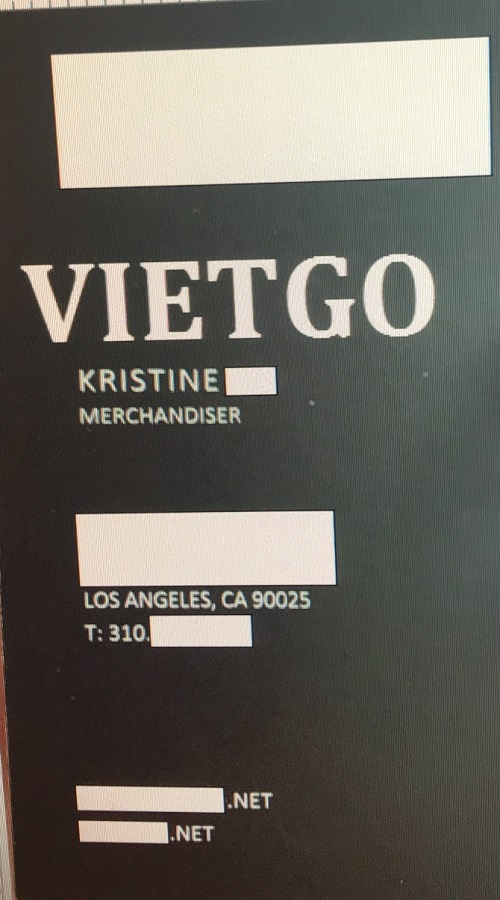 VIETGO
KRISTINE
MERCHANDISER
LOS ANGELES, CA 90025
T: 310.
.NET
.NET